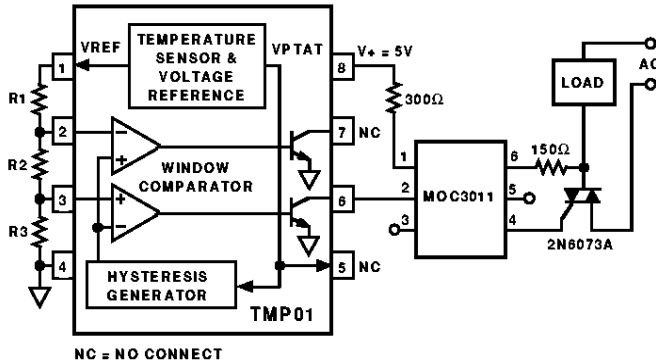 TEMPERATURE
SENSOR &
VOLTAGE
REFERENCE
VREF
VPTAT
1
8
V+ = 5V
R1
300Ω
LOAD
AC
2
7
NC
R2
WINDOW
COMPARATOR
−
+
+
−
3
6
R3
4
5
NC
HYSTERESIS
GENERATOR
TMP01
1
2
3
MOC3011
6
5
4
150Ω
2N6073A
NC = NO CONNECT